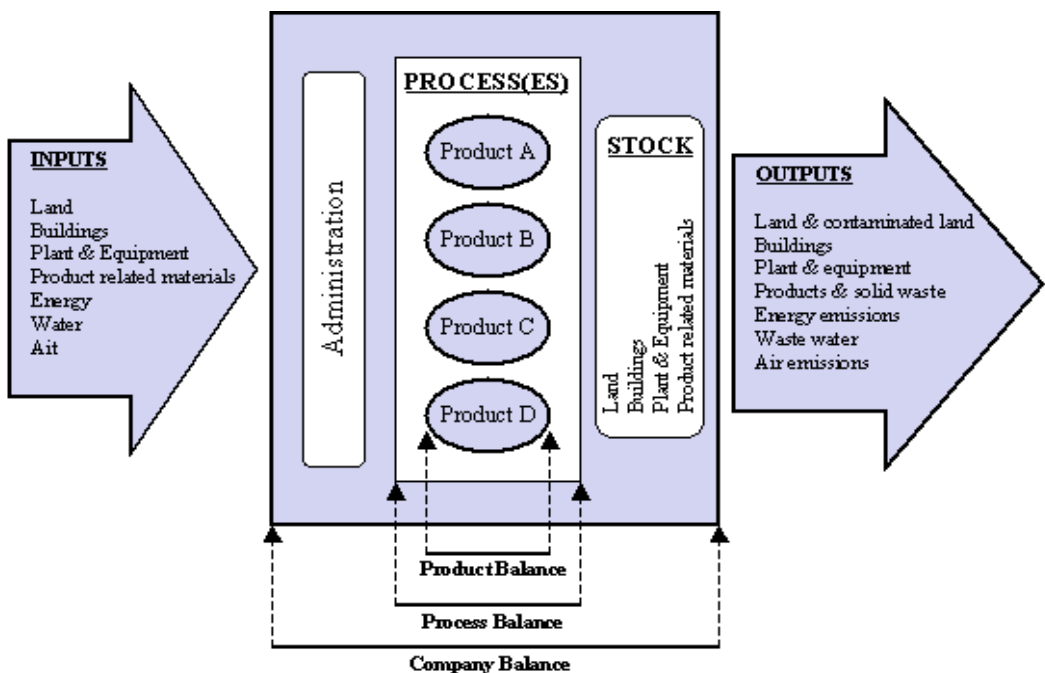 INPUTS
Land
Buildings
Plant & Equipment
Product related materials
Energy
Water
Ait
Administration
PROCESS(ES)
Product A
Product B
Product C
Product D
STOCK
Land
Buildings
Plant & Equipment
Product related materials
OUTPUTS
Land & contaminated land
Buildings
Plant & equipment
Products & solid waste
Energy emissions
Waste water
Air emissions
Product Balance
Process Balance
Company Balance